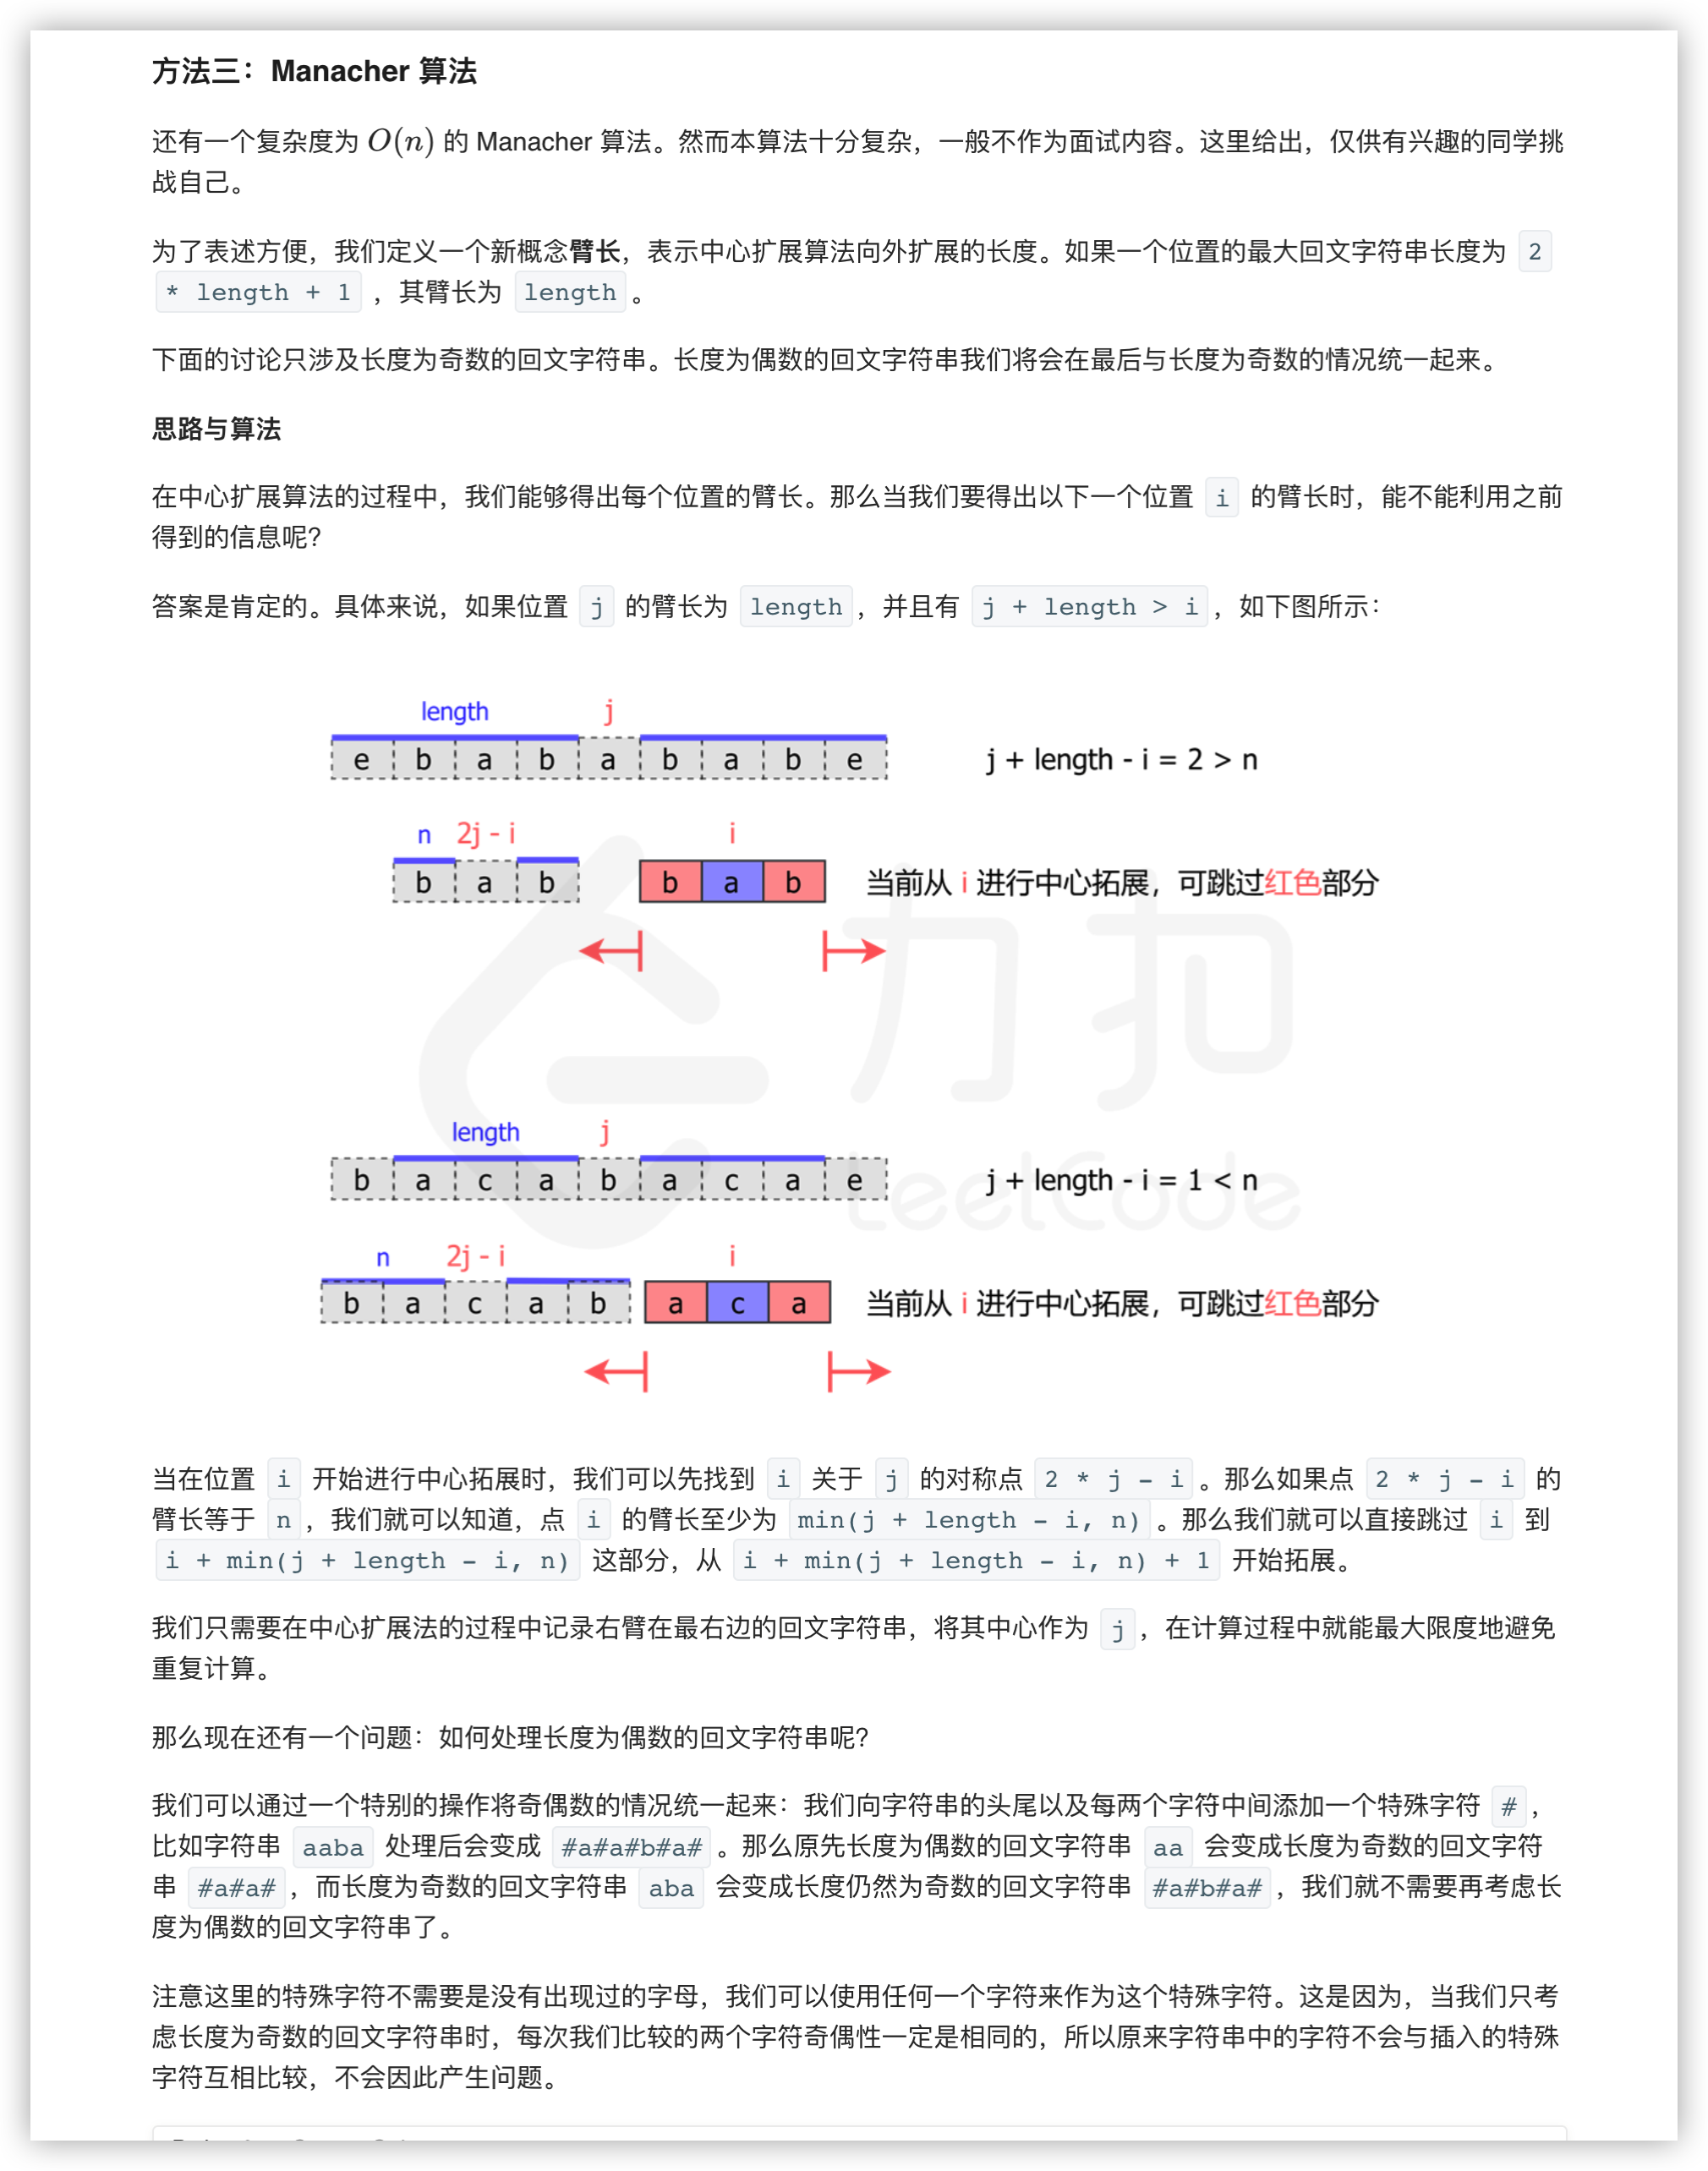 方法三：Manacher 算法
还有一个复杂度为 O(n) 的 Manacher 算法。然而本算法十分复杂，一般不作为面试内容。这里给出，仅供有兴趣的同学挑
战自己。
为了表述方便，我们定义一个新概念臂长，表示中心扩展算法向外扩展的长度。如果一个位置的最大回文字符串长度为 2
* length + 1 ，其臂长为 length 。
下面的讨论只涉及长度为奇数的回文字符串。长度为偶数的回文字符串我们将会在最后与长度为奇数的情况统一起来。
思路与算法
在中心扩展算法的过程中，我们能够得出每个位置的臂长。那么当我们要得出以下一个位置 i 的臂长时，能不能利用之前
得到的信息呢？
答案是肯定的。具体来说，如果位置 j 的臂长为 length，并且有 j + length > i，如下图所示：
length j
e b a b a b a b e j + length - i = 2 > n
n 2j - i i
b a b b a b 当前从 i 进行中心拓展，可跳过红色部分
力扣
length j
b a c a b a c a e j + length - i = 1 < n
LeetCode
n 2j - i i
b a c a b a c a 当前从 i 进行中心拓展，可跳过红色部分
当在位置 i 开始进行中心拓展时，我们可以先找到 i 关于 j 的对称点 2 * j - i 。那么如果点 2 * j - i 的
臂长等于 n ，我们就可以知道，点 i 的臂长至少为 min(j + length - i, n) 。那么我们就可以直接跳过 i 到
i + min(j + length - i, n) 这部分，从 i + min(j + length - i, n) + 1 开始拓展。
我们只需要在中心扩展法的过程中记录右臂在最右边的回文字符串，将其中心作为 j，在计算过程中就能最大限度地避免
重复计算。
那么现在还有一个问题：如何处理长度为偶数的回文字符串呢？
我们可以通过一个特别的操作将奇偶数的情况统一起来：我们向字符串的头尾以及每两个字符中间添加一个特殊字符 #，
比如字符串 aaba 处理后会变成 #a#a#b#a# 。那么原先长度为偶数的回文字符串 aa 会变成长度为奇数的回文字符
串 #a#a#，而长度为奇数的回文字符串 aba 会变成长度仍然为奇数的回文字符串 #a#b#a#，我们就不需要再考虑长
度为偶数的回文字符串了。
注意这里的特殊字符不需要是没有出现过的字母，我们可以使用任何一个字符来作为这个特殊字符。这是因为，当我们只考
虑长度为奇数的回文字符串时，每次我们比较的两个字符奇偶性一定是相同的，所以原来字符串中的字符不会与插入的特殊
字符互相比较，不会因此产生问题。